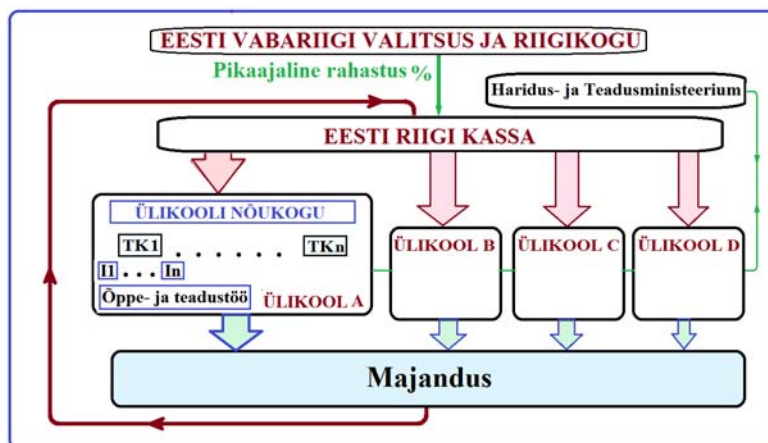 EESTI VABARIIGI VALITSUS JA RIIGIKOGU
Pikaajaline rahastus %
Haridus- ja Teadusministeerium
EESTI RIIGI KASSA
ÜLIKOOLI NÕUKOGU
TK1 . . . . . . TKn
I1 . . . In
Õppe- ja teadustöö
ÜLIKOOL A
ÜLIKOOL B
ÜLIKOOL C
ÜLIKOOL D
Majandus